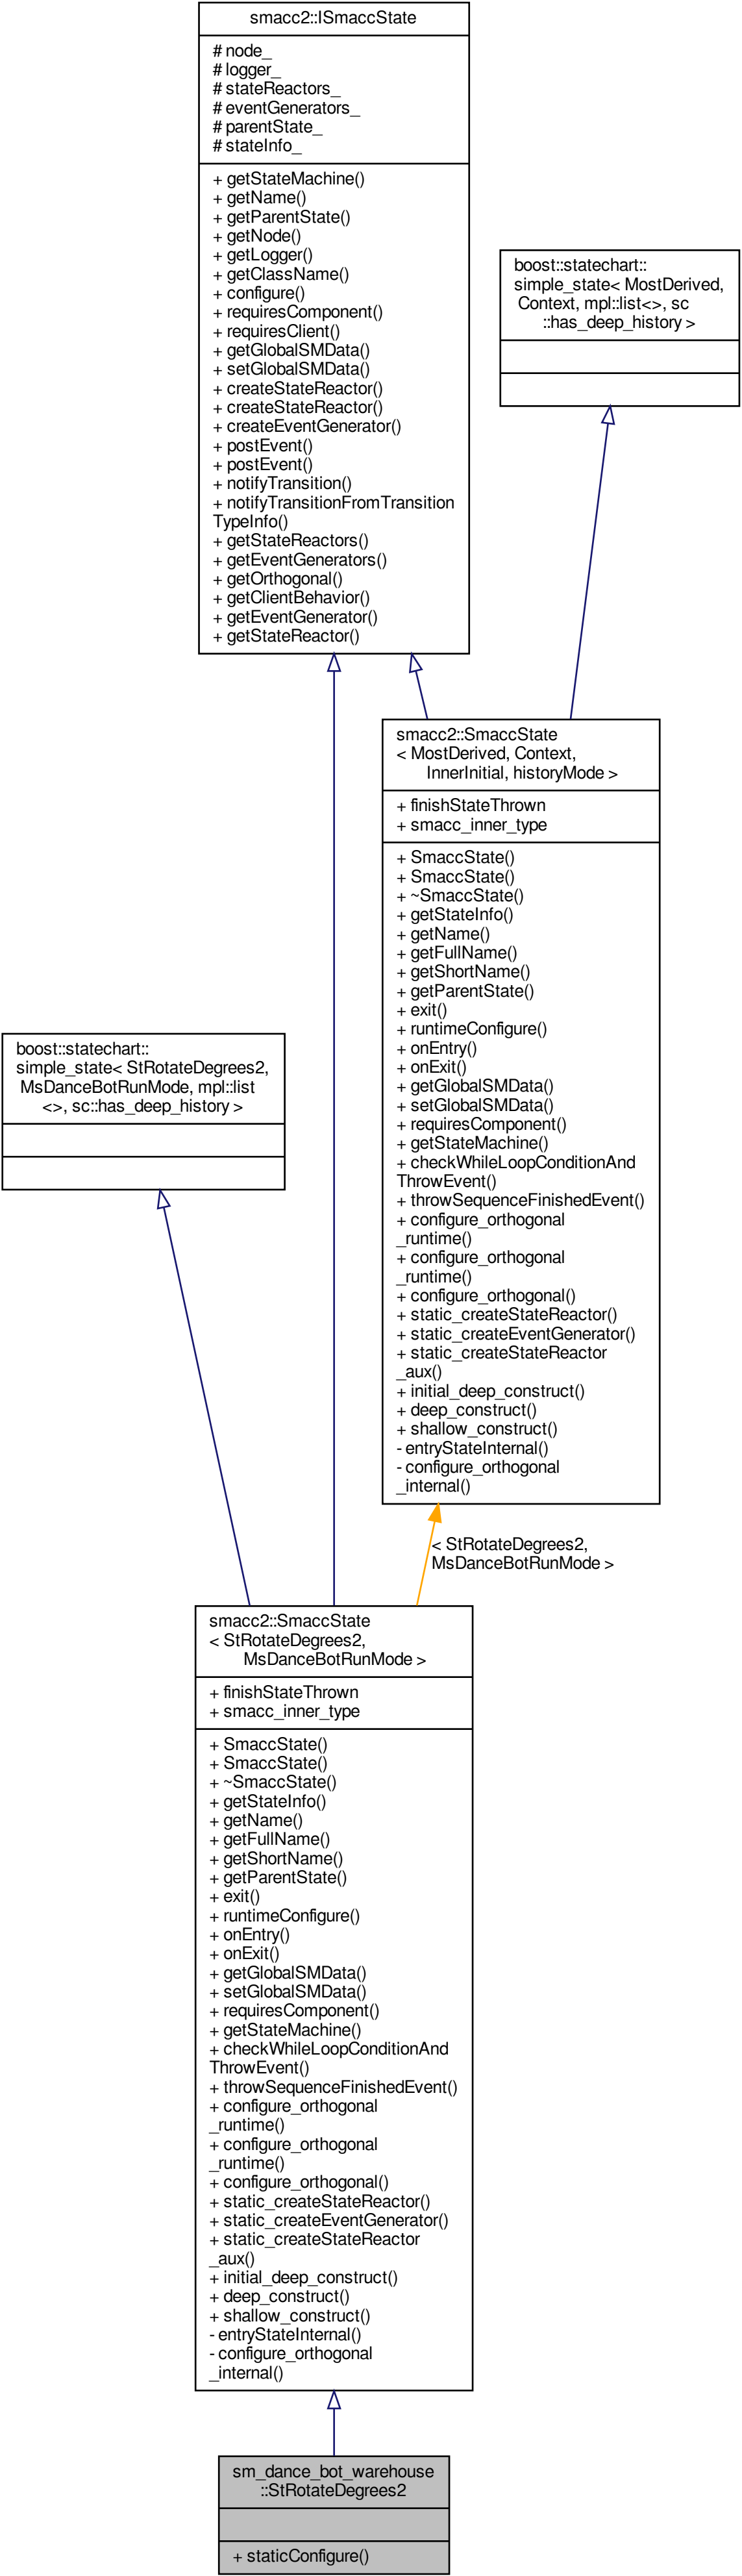 smacc2::ISmaccState
# node_
# logger_
# stateReactors_
# eventGenerators_
# parentState_
# stateInfo_
+ getStateMachine()
+ getName()
+ getParentState()
+ getNode()
+ getLogger()
+ getClassName()
+ configure()
+ requiresComponent()
+ requiresClient()
+ getGlobalSMData()
+ setGlobalSMData()
+ createStateReactor()
+ createStateReactor()
+ createEventGenerator()
+ postEvent()
+ postEvent()
+ notifyTransition()
+ notifyTransitionFromTransition
TypeInfo()
+ getStateReactors()
+ getEventGenerators()
+ getOrthogonal()
+ getClientBehavior()
+ getEventGenerator()
+ getStateReactor()
boost::statechart::
simple_state< MostDerived,
Context, mpl::list<>, sc
::has_deep_history >
smacc2::SmaccState
< MostDerived, Context,
InnerInitial, historyMode >
+ finishStateThrown
+ smacc_inner_type
+ SmaccState()
+ SmaccState()
+ ~SmaccState()
+ getStateInfo()
+ getName()
+ getFullName()
+ getShortName()
+ getParentState()
+ exit()
+ runtimeConfigure()
+ onEntry()
+ onExit()
+ getGlobalSMData()
+ setGlobalSMData()
+ requiresComponent()
+ getStateMachine()
+ checkWhileLoopConditionAnd
ThrowEvent()
+ throwSequenceFinishedEvent()
+ configure_orthogonal
_runtime()
+ configure_orthogonal
_runtime()
+ configure_orthogonal()
+ static_createStateReactor()
+ static_createEventGenerator()
+ static_createStateReactor
_aux()
+ initial_deep_construct()
+ deep_construct()
+ shallow_construct()
- entryStateInternal()
- configure_orthogonal
_internal()
boost::statechart::
simple_state< StRotateDegrees2,
MsDanceBotRunMode, mpl::list
<>, sc::has_deep_history >
< StRotateDegrees2,
MsDanceBotRunMode >
smacc2::SmaccState
< StRotateDegrees2,
MsDanceBotRunMode >
+ finishStateThrown
+ smacc_inner_type
+ SmaccState()
+ SmaccState()
+ ~SmaccState()
+ getStateInfo()
+ getName()
+ getFullName()
+ getShortName()
+ getParentState()
+ exit()
+ runtimeConfigure()
+ onEntry()
+ onExit()
+ getGlobalSMData()
+ setGlobalSMData()
+ requiresComponent()
+ getStateMachine()
+ checkWhileLoopConditionAnd
ThrowEvent()
+ throwSequenceFinishedEvent()
+ configure_orthogonal
_runtime()
+ configure_orthogonal
_runtime()
+ configure_orthogonal()
+ static_createStateReactor()
+ static_createEventGenerator()
+ static_createStateReactor
_aux()
+ initial_deep_construct()
+ deep_construct()
+ shallow_construct()
- entryStateInternal()
- configure_orthogonal
_internal()
sm_dance_bot_warehouse
::StRotateDegrees2
+ staticConfigure()